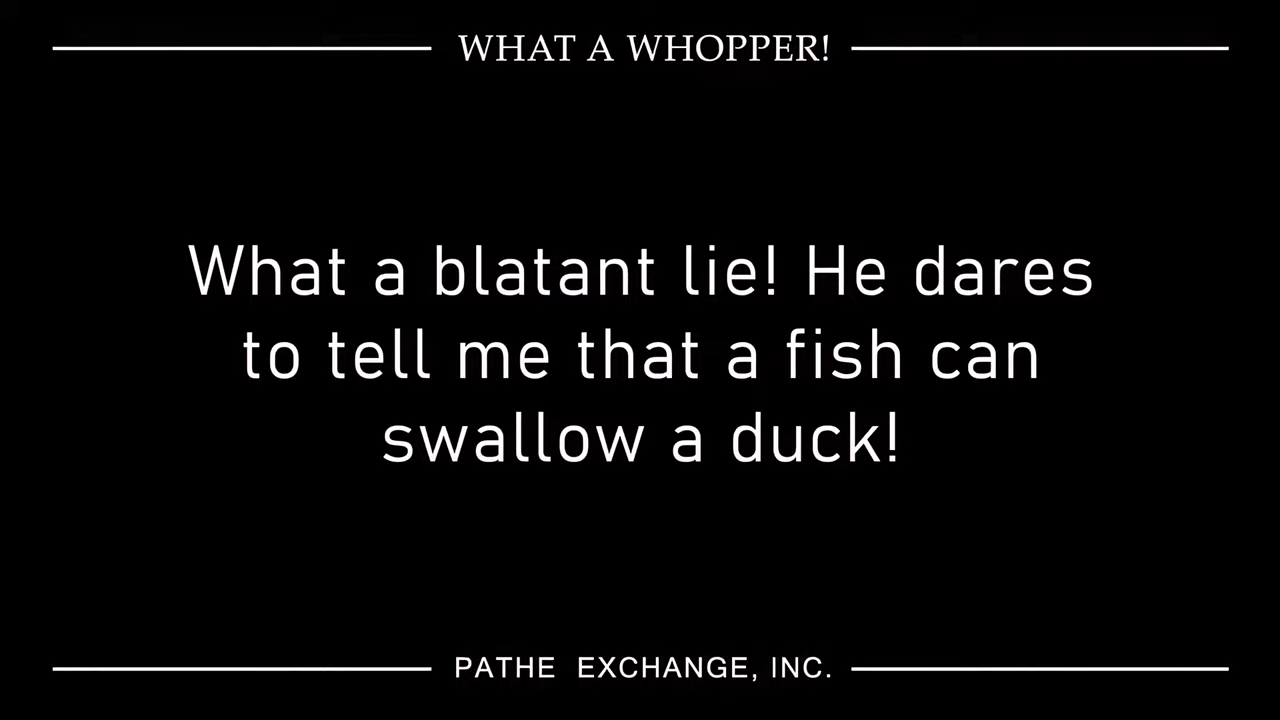 WHAT A WHOPPER!
What a blatant lie! He dares
to tell me that a fish can
swallow a duck!
PATHE EXCHANGE, INC.